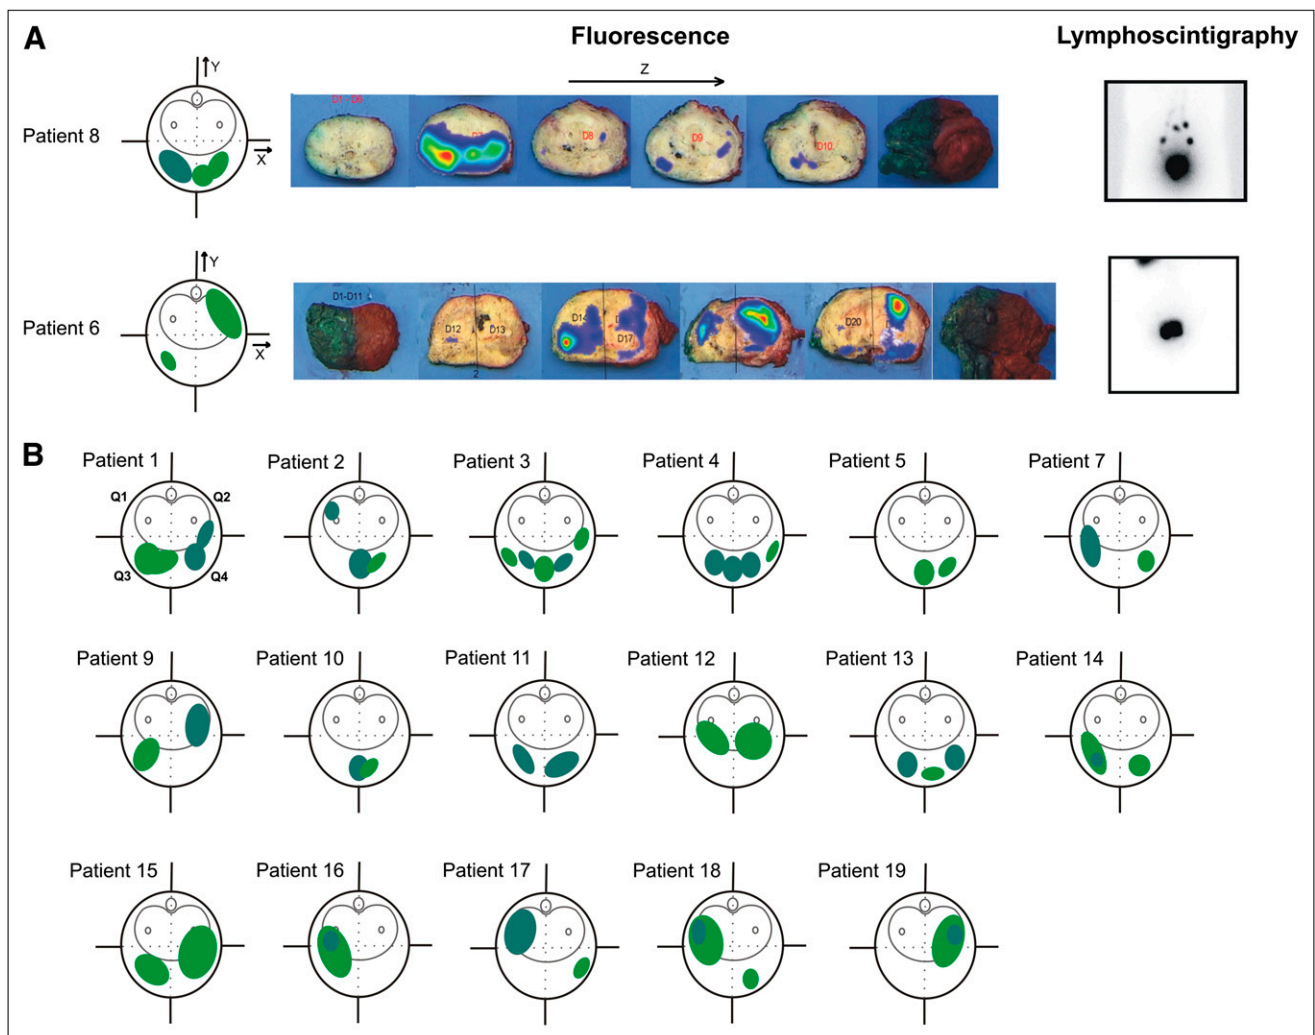 A
Fluorescence
Lymphoscintigraphy
Z
Y
Patient 8
X
D1 - D6
D8
D9
D10
Y
Patient 6
X
D1-D11
D12
D13
D14
D17
D20
2
B
Patient 1
Patient 2
Patient 3
Patient 4
Patient 5
Patient 7
Q1
Q2
Q3
Q4
Patient 9
Patient 10
Patient 11
Patient 12
Patient 13
Patient 14
Patient 15
Patient 16
Patient 17
Patient 18
Patient 19